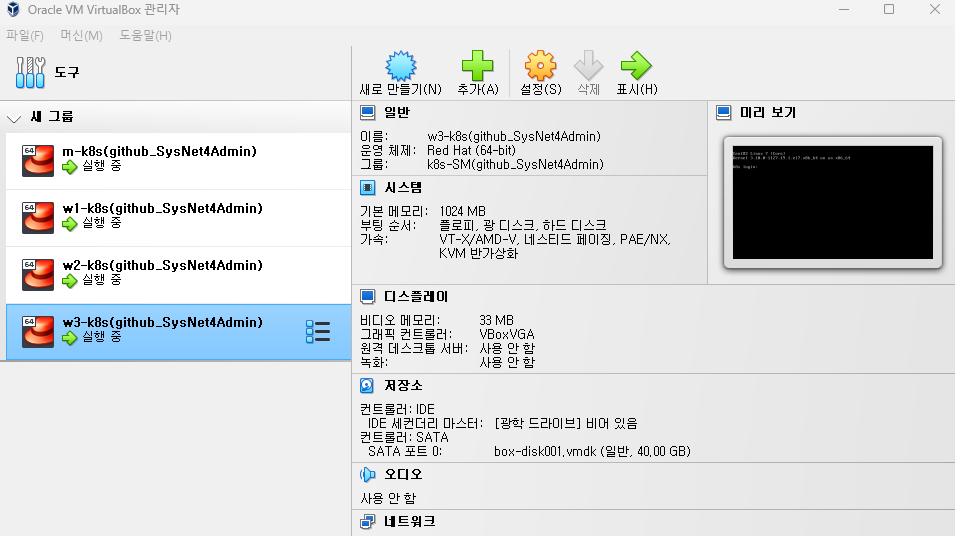 Oracle VM VirtualBox 관리자
파일(F) 머신(M) 도움말(H)
도구
새로 만들기(N) 추가(A) 설정(S) 삭제 표시(H)
새 그룹
64
m-k8s(github_SysNet4Admin)
실행 중
64
w1-k8s(github_SysNet4Admin)
실행 중
64
w2-k8s(github_SysNet4Admin)
실행 중
64
w3-k8s(github_SysNet4Admin)
실행 중
일반
이름: w3-k8s(github_SysNet4Admin)
운영 체제: Red Hat (64-bit)
그룹: k8s-SM(github_SysNet4Admin)
미리 보기
CentOS Linux 7 (Core)
시스템
기본 메모리: 1024 MB
부팅 순서: 플로피, 광 디스크, 하드 디스크
가속: VT-X/AMD-V, 네스티드 페이징, PAE/NX,
KVM 반가상화
디스플레이
비디오 메모리: 33 MB
그래픽 컨트롤러: VBoxVGA
원격 데스크톱 서버: 사용 안 함
녹화: 사용 안 함
저장소
컨트롤러: IDE
IDE 세컨더리 마스터: [광학 드라이브] 비어 있음
컨트롤러: SATA
SATA 포트 0: box-disk001.vmdk (일반, 40.00 GB)
오디오
사용 안 함
네트워크